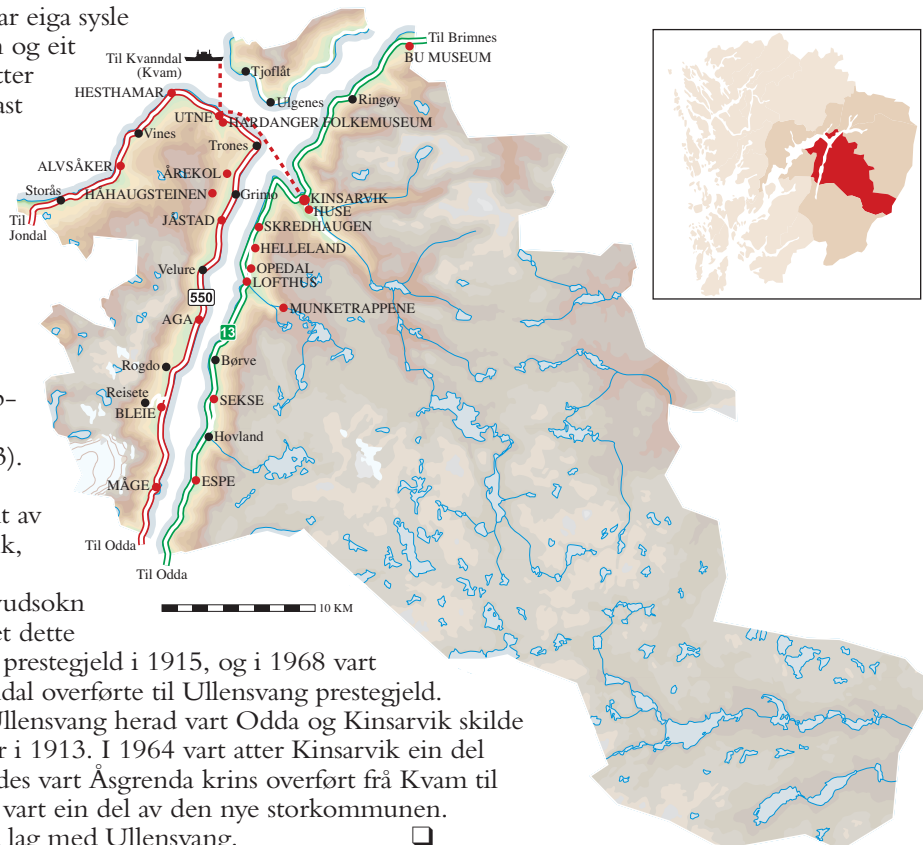 ar eiga sysle
n og eit
tter
ast
Til Kvanndal
(Kvam)
Til Brimnes
BU MUSEUM
Tjoflåt
HESTHAMAR
Ulgenes
Ringøy
UTNE
HARDANGER FOLKEMUSEUM
Vines
Trones
ALVSÅKER
ÅREKOL
Storås
HÅHAUGSTEINEN
Grimo
KINSARVIK
HUSE
Til
Jondal
JÅSTAD
SKREDHAUGEN
HELLELAND
Velure
OPEDAL
LOFTHUS
550
MUNKETRAPPENE
AGA
13
Børve
Rogdo
Reisete
BLEIE
SEKSE
p–
Hovland
3).
MÅGE
ESPE
t av
k,
Til Odda
Til Odda
10 KM
vudsokn
et dette
prestegjeld i 1915, og i 1968 vart
ndal overførte til Ullensvang prestegjeld.
Ullensvang herad vart Odda og Kinsarvik skilde
r i 1913. I 1964 vart atter Kinsarvik ein del
des vart Åsgrenda krins overført frå Kvam til
vart ein del av den nye storkommunen.
lag med Ullensvang. ❑